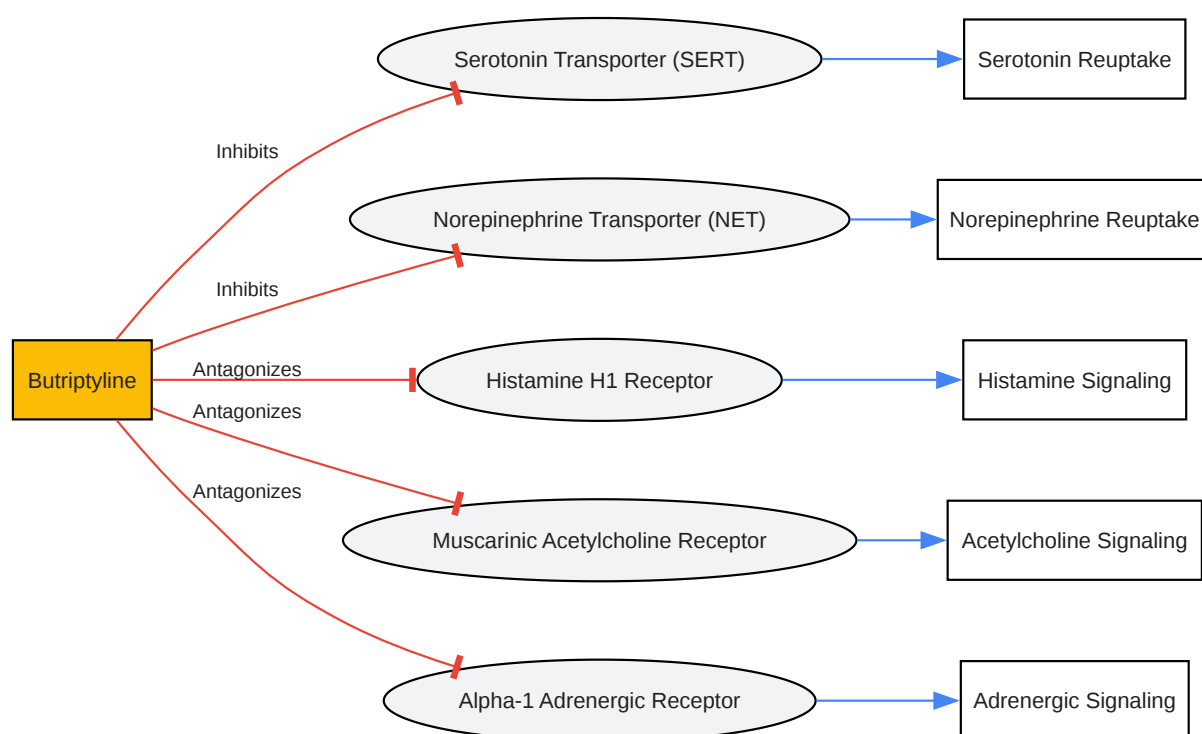 Serotonin Transporter (SERT)
Serotonin Reuptake
Inhibits
Norepinephrine Transporter (NET)
Norepinephrine Reuptake
Inhibits
Butriptyline
Antagonizes
Histamine H1 Receptor
Histamine Signaling
Antagonizes
Antagonizes
Muscarinic Acetylcholine Receptor
Acetylcholine Signaling
Alpha-1 Adrenergic Receptor
Adrenergic Signaling